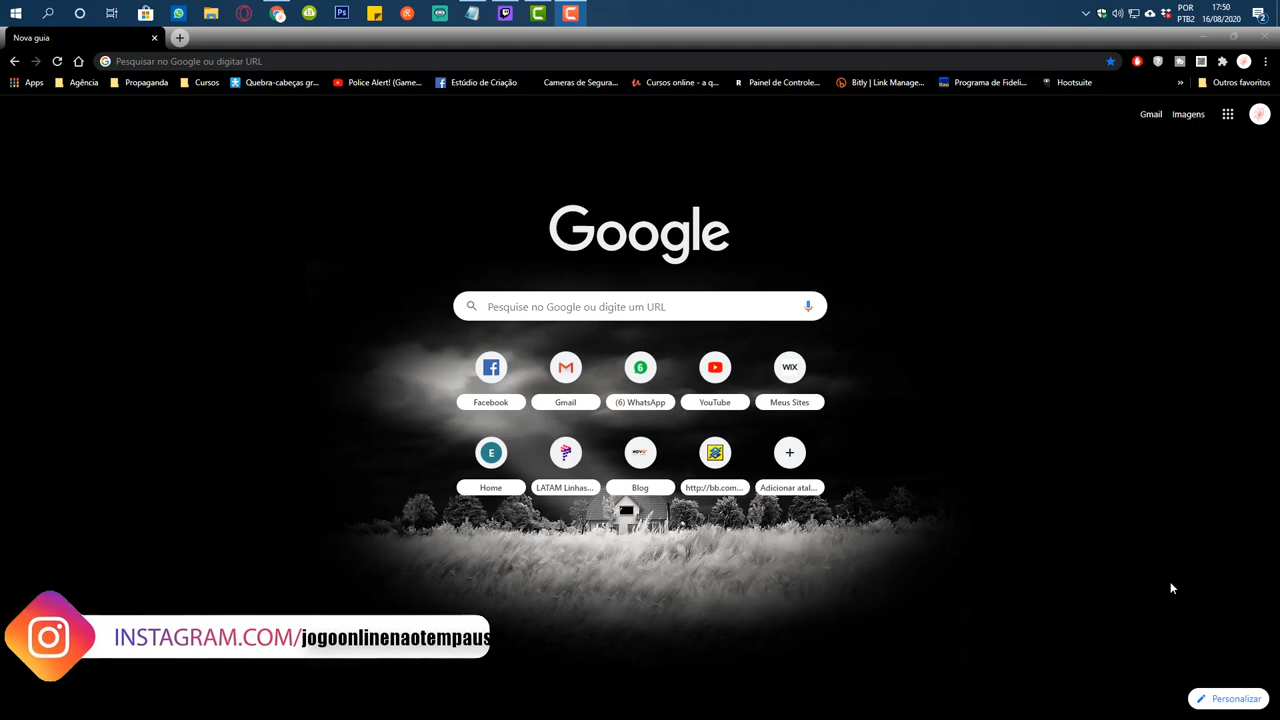 POR
PTB2
17:50
16/08/2020
2
Nova guia
Pesquisar no Google ou digitar URL
Apps
Agência
Propaganda
Cursos
Quebra-cabeças gr...
Police Alert! (Game...
Estúdio de Criação
Cameras de Segura...
Cursos online - a q...
R Painel de Controle...
Bitly | Link Manage...
Programa de Fideli...
Hootsuite
»
Outros favoritos
Gmail
Imagens
Google
Pesquise no Google ou digite um URL
6
WIX
Facebook
Gmail
(6) WhatsApp
YouTube
Meus Sites
E
Home
LATAM Linhas...
Blog
http://bb.com...
Adicionar atal...
INSTAGRAM.COM/jogoonlinenaotempaus
Personalizar